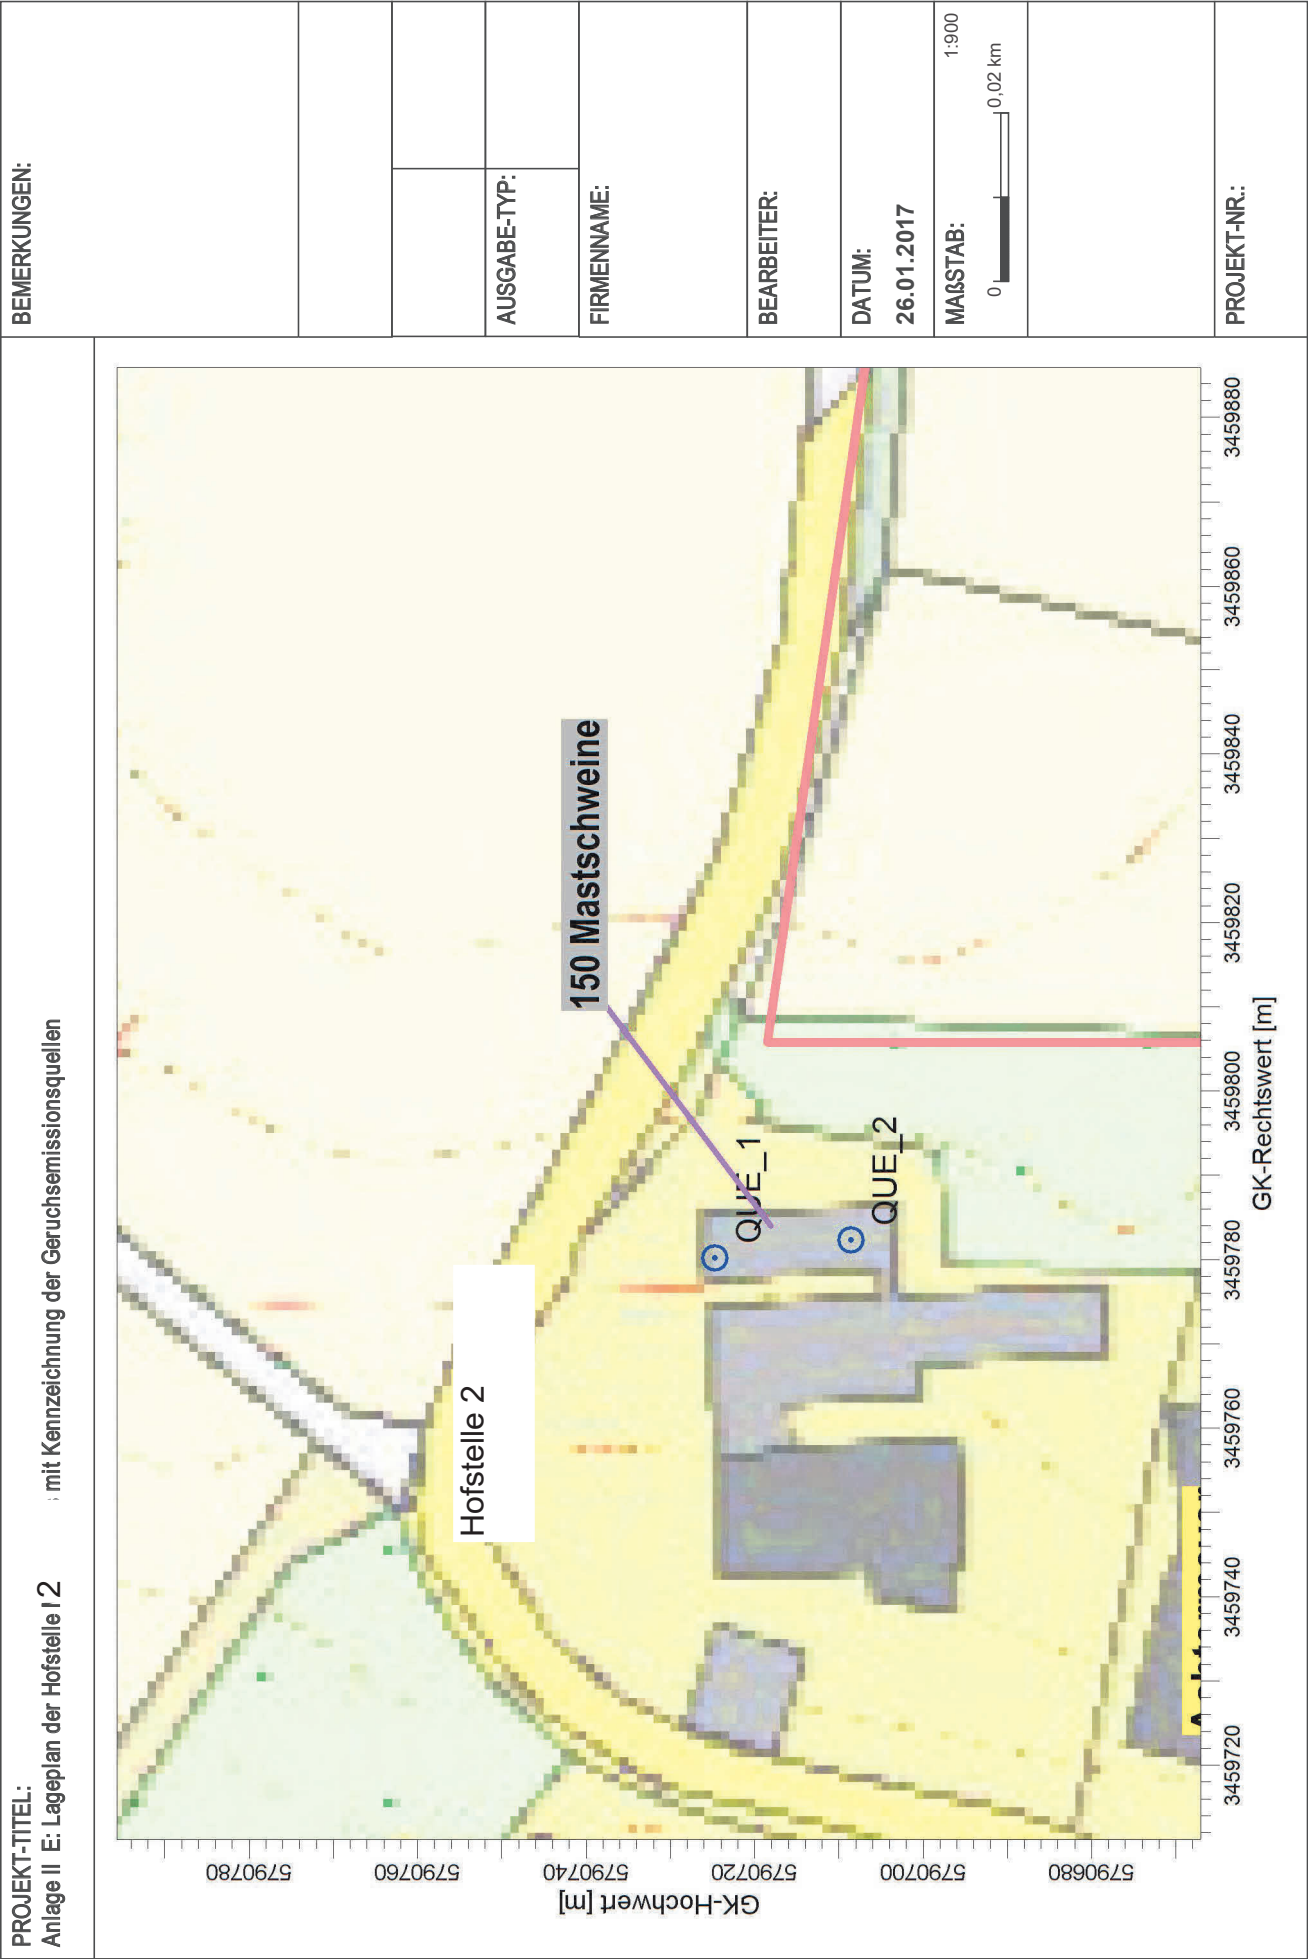 PROJEKT-TITEL:
Anlage II E: Lageplan der Hofstelle 2 mit Kennzeichnung der Geruchsemissionsquellen
GK-Hochwert [m]
5790780
5790760
5790740
5790720
5790700
5790680
Hofstelle 2
150 Mastschweine
QUE_1
QUE_2
3459720
3459740
3459760
3459780
3459800
3459820
3459840
3459860
3459880
GK-Rechtswert [m]
BEMERKUNGEN:
AUSGABE-TYP:
FIRMENNAME:
BEARBEITER:
DATUM:
26.01.2017
MAßSTAB:
1:900
0
0,02 km
PROJEKT-NR.: